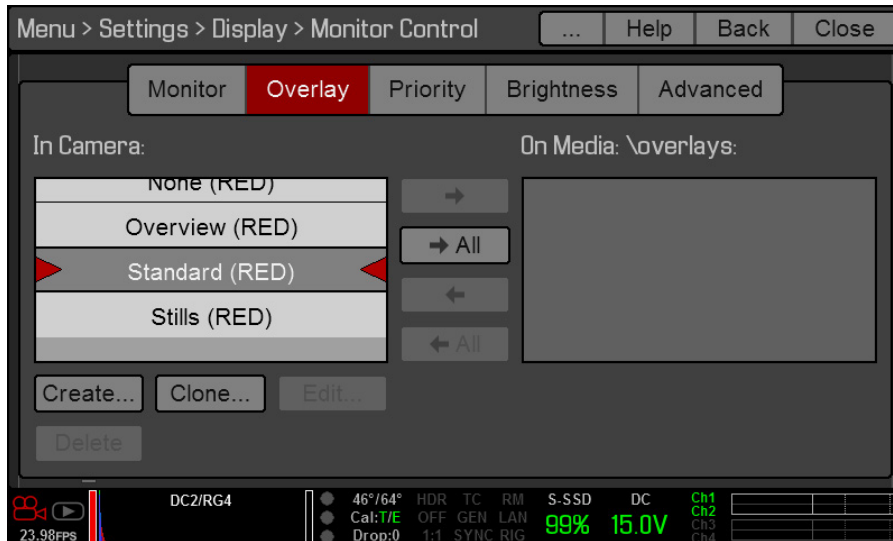 Menu > Settings > Display > Monitor Control
...
Help
Back
Close
Monitor
Overlay
Priority
Brightness
Advanced
In Camera:
On Media: \overlays:
None (RED)
Overview (RED)
Standard (RED)
Stills (RED)
→
→ All
←
← All
Create...
Clone...
Edit...
Delete
DC2/RG4
46°/64° HDR TC RM S-SSD DC Ch1
Cal:T/E OFF GEN LAN 99% 15.0V Ch2
23.98FPS Drop:0 1:1 SYNC RIG Ch3
Ch4